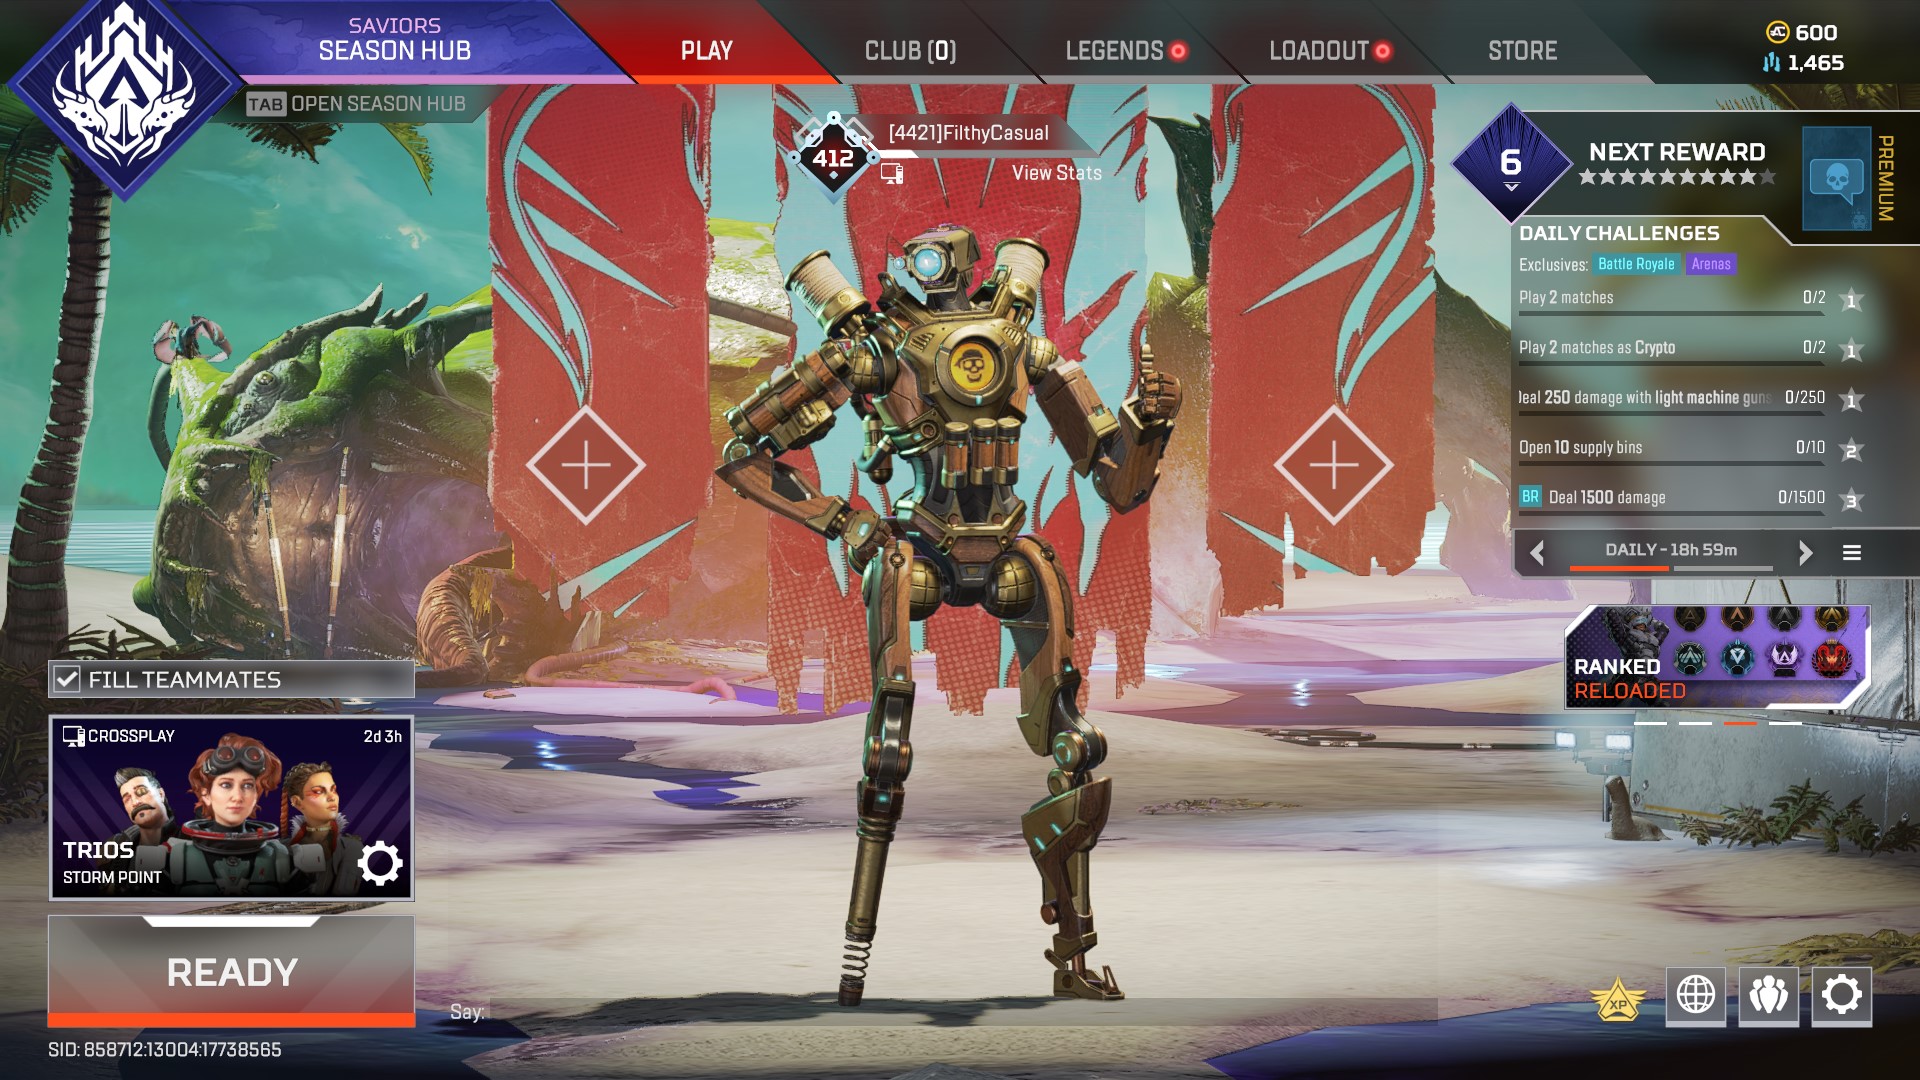 SAVIORS
SEASON HUB
PLAY
CLUB (0)
LEGENDS
LOADOUT
STORE
600
1,465
TAB OPEN SEASON HUB
412
[4421]FilthyCasual
View Stats
6
NEXT REWARD
PREMIUM
DAILY CHALLENGES
Exclusives: Battle Royale Arenas
Play 2 matches 0/2 1
Play 2 matches as Crypto 0/2 1
Deal 250 damage with light machine guns 0/250 1
Open 10 supply bins 0/10 2
BR Deal 1500 damage 0/1500 3
DAILY - 18h 59m
RANKED
RELOADED
FILL TEAMMATES
CROSSPLAY 2d 3h
TRIOS
STORM POINT
READY
Say:
XP
SID: 858712:13004:17738565